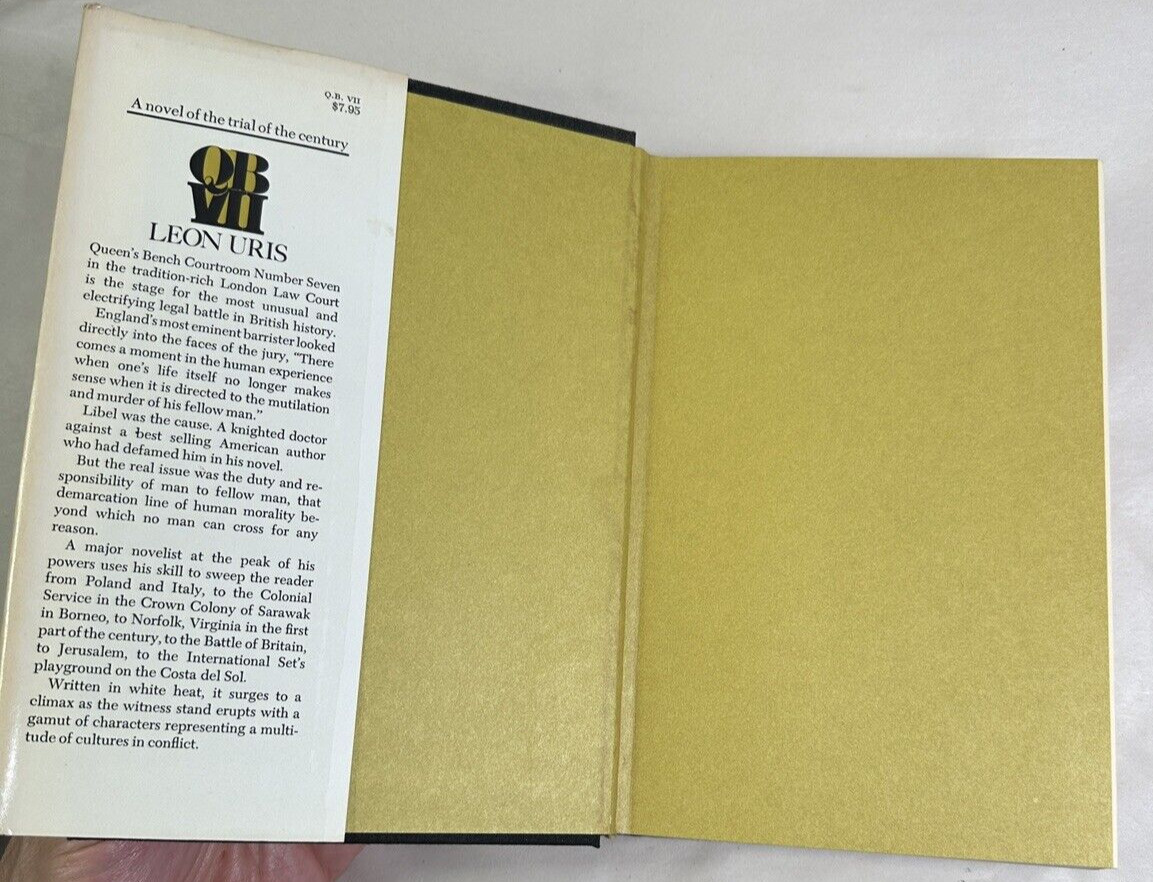 Q.B. VII
$7.95
A novel of the trial of the century
QB
VII
LEON URIS
Queen's Bench Courtroom Number Seven
in the tradition-rich London Law Court
is the stage for the most unusual and
electrifying legal battle in British history.
England's most eminent barrister looked
directly into the faces of the jury, "There
comes a moment in the human experience
when one's life itself no longer makes
sense when it is directed to the mutilation
and murder of his fellow man."
Libel was the cause. A knighted doctor
against a best selling American author
who had defamed him in his novel.
But the real issue was the duty and re-
sponsibility of man to fellow man, that
demarcation line of human morality be-
yond which no man can cross for any
reason.
A major novelist at the peak of his
powers uses his skill to sweep the reader
from Poland and Italy, to the Colonial
Service in the Crown Colony of Sarawak
in Borneo, to Norfolk, Virginia in the first
part of the century, to the Battle of Britain,
to Jerusalem, to the International Set's
playground on the Costa del Sol.
Written in white heat, it surges to a
climax as the witness stand erupts with a
gamut of characters representing a multi-
tude of cultures in conflict.